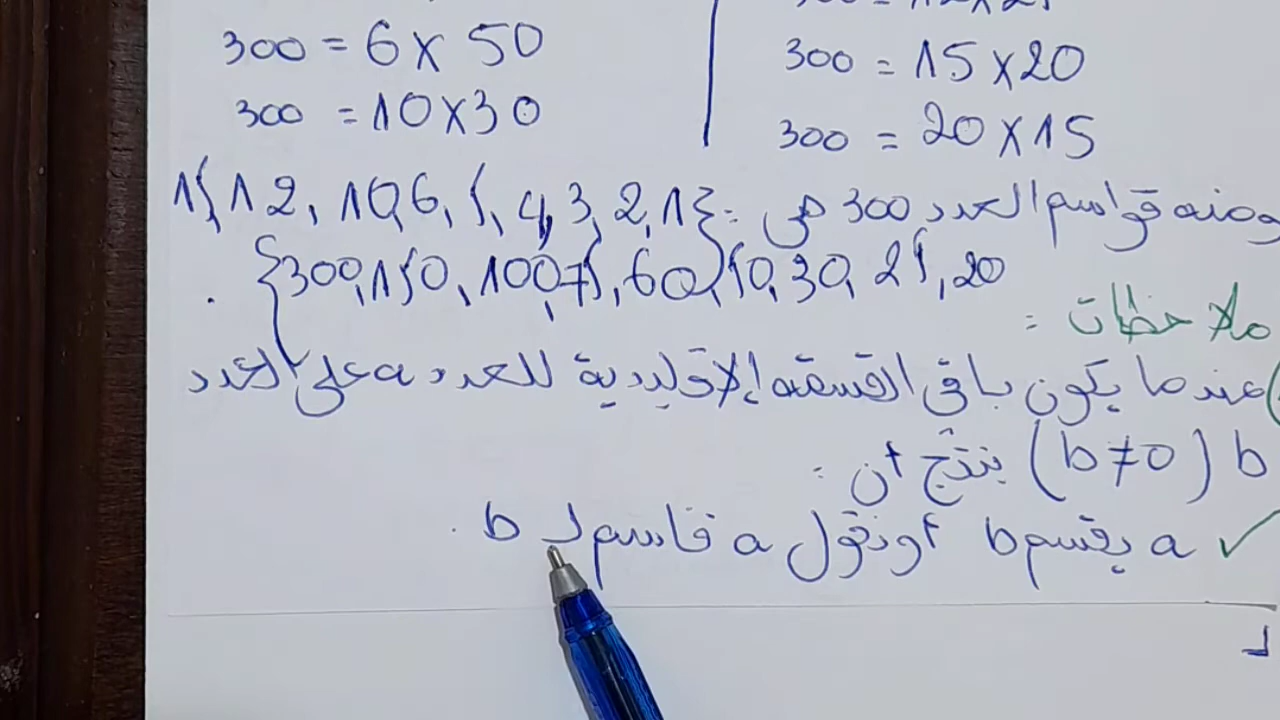 300 = 6 × 50
300 = 10 × 30
300 = 15 × 20
300 = 20 × 15
ومنه قواسم العدد 300 هي : {1, 2, 3, 4, 5, 6, 10, 12, 15
20, 25, 30, 50, 60, 75, 100, 150, 300} .
ملاحظات :
عندما يكون باقي القسمة الإقليدية للعدد a على العدد
b (b≠0) ينتج أن :
✓ a يقسم b أو نقول a قاسم لـ b .